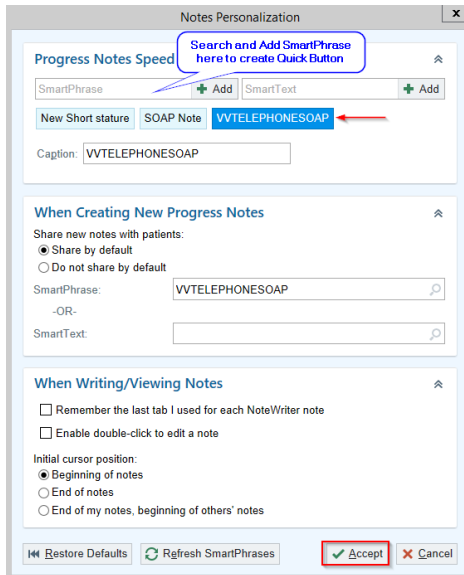 Notes Personalization
x
Progress Notes Speed
Search and Add SmartPhrase
here to create Quick Button
SmartPhrase
Add
SmartText
Add
New Short stature
SOAP Note
VVTELEPHONESOAP
Caption: VVTELEPHONESOAP
When Creating New Progress Notes
Share new notes with patients:
Share by default
Do not share by default
SmartPhrase: VVTELEPHONESOAP
-OR-
SmartText:
When Writing/Viewing Notes
Remember the last tab I used for each NoteWriter note
Enable double-click to edit a note
Initial cursor position:
Beginning of notes
End of notes
End of my notes, beginning of others' notes
Restore Defaults
Refresh SmartPhrases
Accept
Cancel